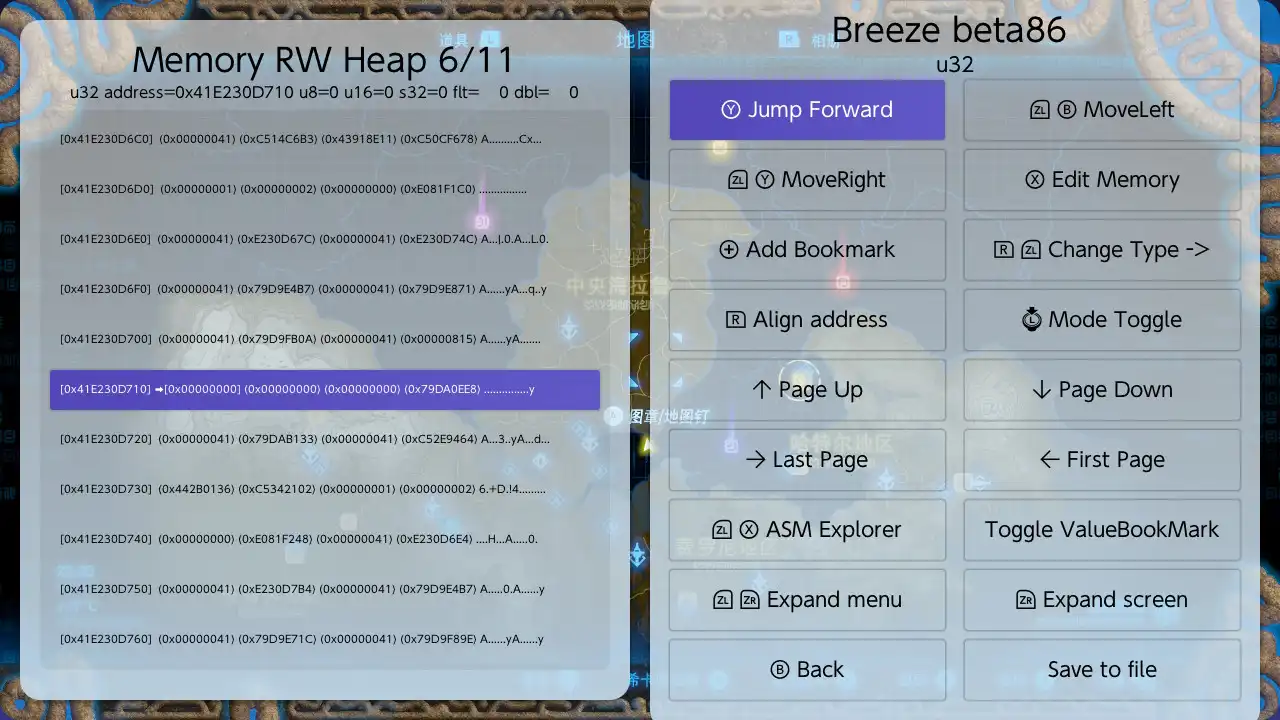 道具 L
地图
R 相册
Memory RW Heap 6/11
u32 address=0x41E230D710 u8=0 u16=0 s32=0 flt= 0 dbl= 0
[0x41E230D6C0] (0x00000041) (0xC514C6B3) (0x43918E11) (0xC50CF678) A..........Cx...
[0x41E230D6D0] (0x00000001) (0x00000002) (0x00000000) (0xE081F1C0) ................
[0x41E230D6E0] (0x00000041) (0xE230D67C) (0x00000041) (0xE230D74C) A...|.0.A...L.0.
[0x41E230D6F0] (0x00000041) (0x79D9E4B7) (0x00000041) (0x79D9E871) A......yA...q..y
[0x41E230D700] (0x00000041) (0x79D9FB0A) (0x00000041) (0x00000815) A......yA.......
[0x41E230D710] ➡[0x00000000] (0x00000000) (0x00000000) (0x79DA0EE8) ...............y
[0x41E230D720] (0x00000041) (0x79DAB133) (0x00000041) (0xC52E9464) A...3..yA...d...
[0x41E230D730] (0x442B0136) (0xC5342102) (0x00000001) (0x00000002) 6.+D.!4.........
[0x41E230D740] (0x00000000) (0xE081F248) (0x00000041) (0xE230D6E4) ....H...A.....0.
[0x41E230D750] (0x00000041) (0xE230D7B4) (0x00000041) (0x79D9E4B7) A.....0.A......y
[0x41E230D760] (0x00000041) (0x79D9E71C) (0x00000041) (0x79D9F89E) A......yA......y
中央海拉鲁
图章/地图钉
哈特尔地区
Breeze beta86
u32
Y Jump Forward
ZL B MoveLeft
ZL Y MoveRight
X Edit Memory
+ Add Bookmark
R ZL Change Type ->
R Align address
L Mode Toggle
↑ Page Up
↓ Page Down
→ Last Page
← First Page
ZL X ASM Explorer
Toggle ValueBookMark
ZL ZR Expand menu
ZR Expand screen
B Back
Save to file